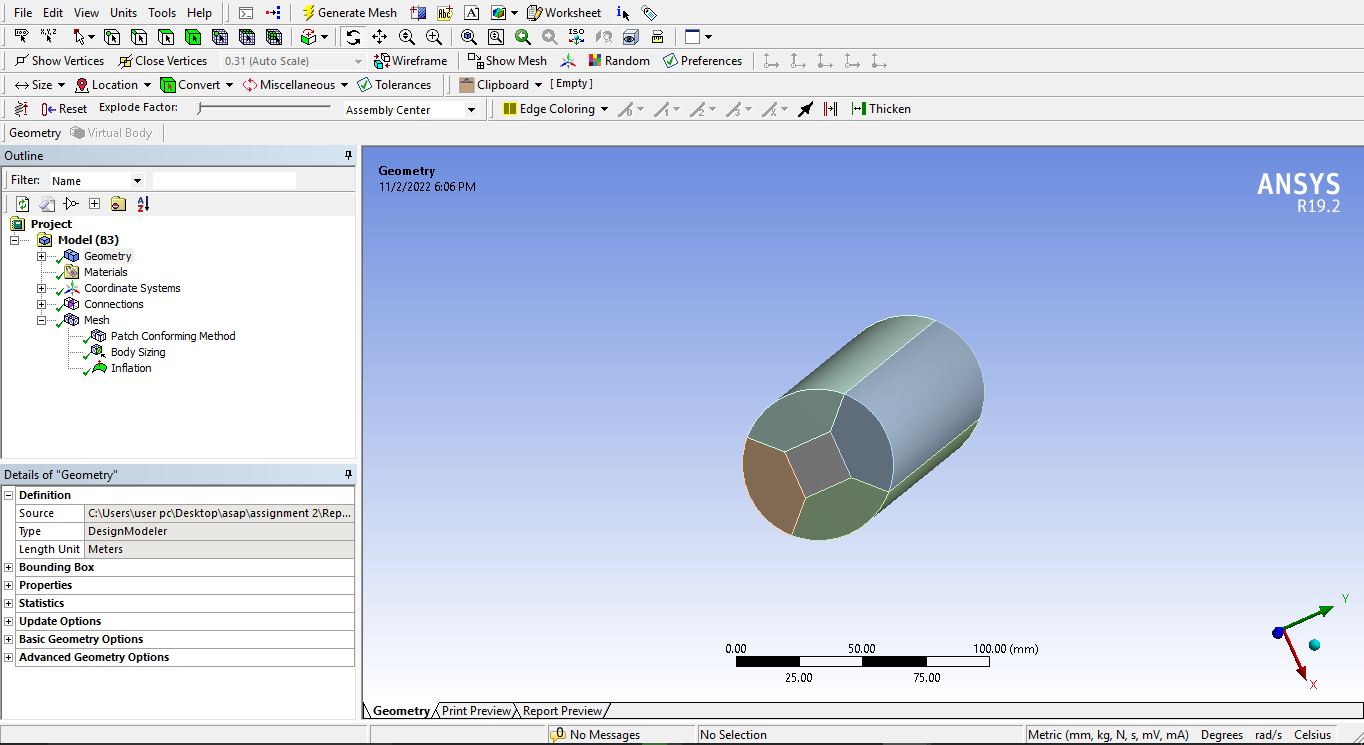 File Edit View Units Tools Help Generate Mesh Abc A Worksheet
ISO
Show Vertices Close Vertices 0.31 (Auto Scale) Wireframe Show Mesh Random Preferences
Size Location Convert Miscellaneous Tolerances Clipboard [ Empty ]
Reset Explode Factor: Assembly Center Edge Coloring Thicken
Geometry Virtual Body
Outline
Filter: Name
Project
Model (B3)
Geometry
Materials
Coordinate Systems
Connections
Mesh
Patch Conforming Method
Body Sizing
Inflation
Details of "Geometry"
Definition
Source C:\Users\user pc\Desktop\asap\assignment 2\Rep...
Type DesignModeler
Length Unit Meters
Bounding Box
Properties
Statistics
Update Options
Basic Geometry Options
Advanced Geometry Options
Geometry
11/2/2022 6:06 PM
ANSYS
R19.2
Y
X
0.00 50.00 100.00 (mm)
25.00 75.00
Geometry Print Preview Report Preview
0 No Messages No Selection Metric (mm, kg, N, s, mV, mA) Degrees rad/s Celsius